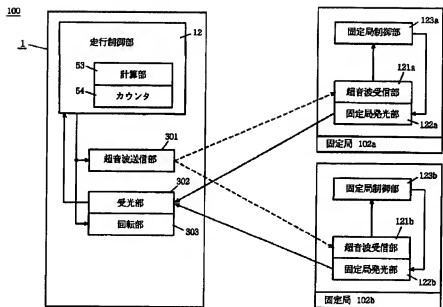 100
1
12
走行制御部
53
計算部
54
カウンタ
301
超音波送信部
302
受光部
回転部
303
123a
固定局制御部
121a
超音波受信部
固定局発光部
122a
固定局 102a
123b
固定局制御部
121b
超音波受信部
固定局発光部
122b
固定局 102b